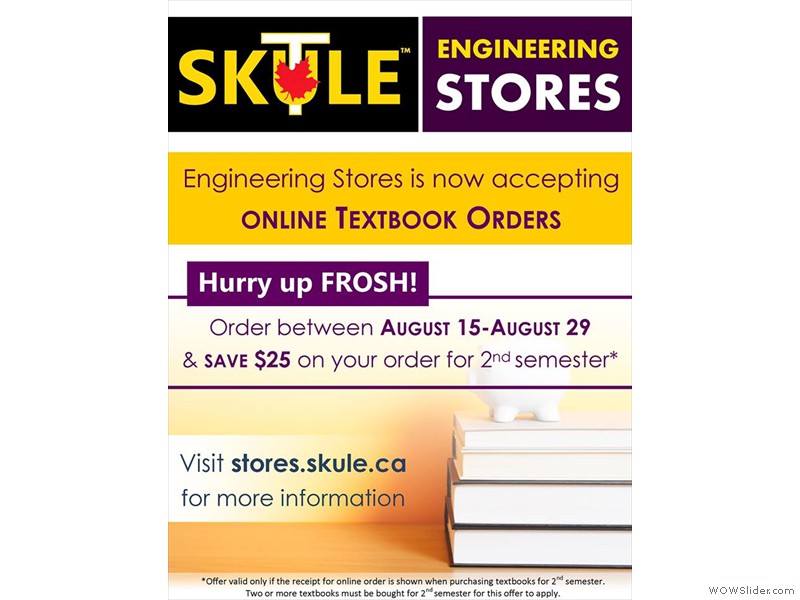 SKULE™
ENGINEERING
STORES
Engineering Stores is now accepting
ONLINE TEXTBOOK ORDERS
Hurry up FROSH!
Order between AUGUST 15-AUGUST 29
& SAVE $25 on your order for 2nd semester*
Visit stores.skule.ca
for more information
*Offer valid only if the receipt for online order is shown when purchasing textbooks for 2nd semester.
Two or more textbooks must be bought for 2nd semester for this offer to apply.
WOWSlider.com